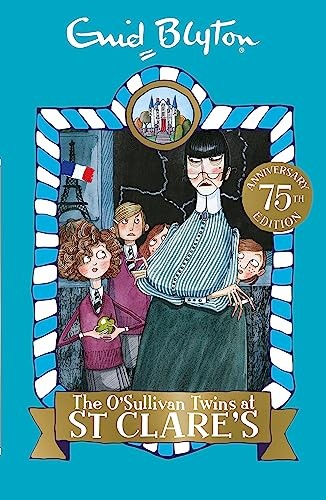 Enid Blyton®
ANNIVERSARY
75TH
EDITION
The O'Sullivan Twins at
ST CLARE'S